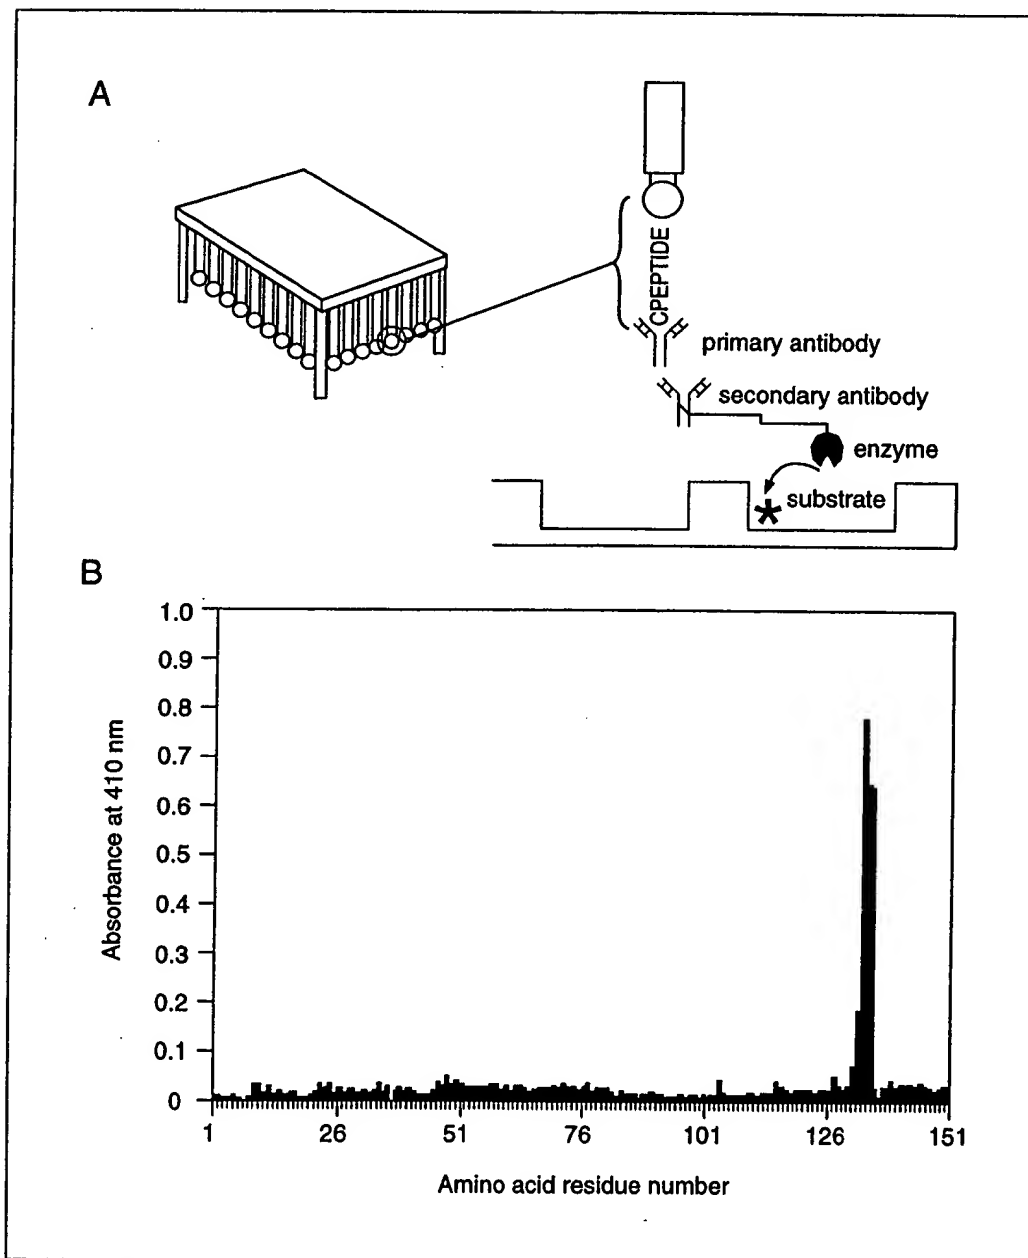 A
CPEPTIDE
primary antibody
secondary antibody
enzyme
substrate
B
1.0
0.9
0.8
0.7
0.6
0.5
0.4
0.3
0.2
0.1
0
Absorbance at 410 nm
1 26 51 76 101 126 151
Amino acid residue number